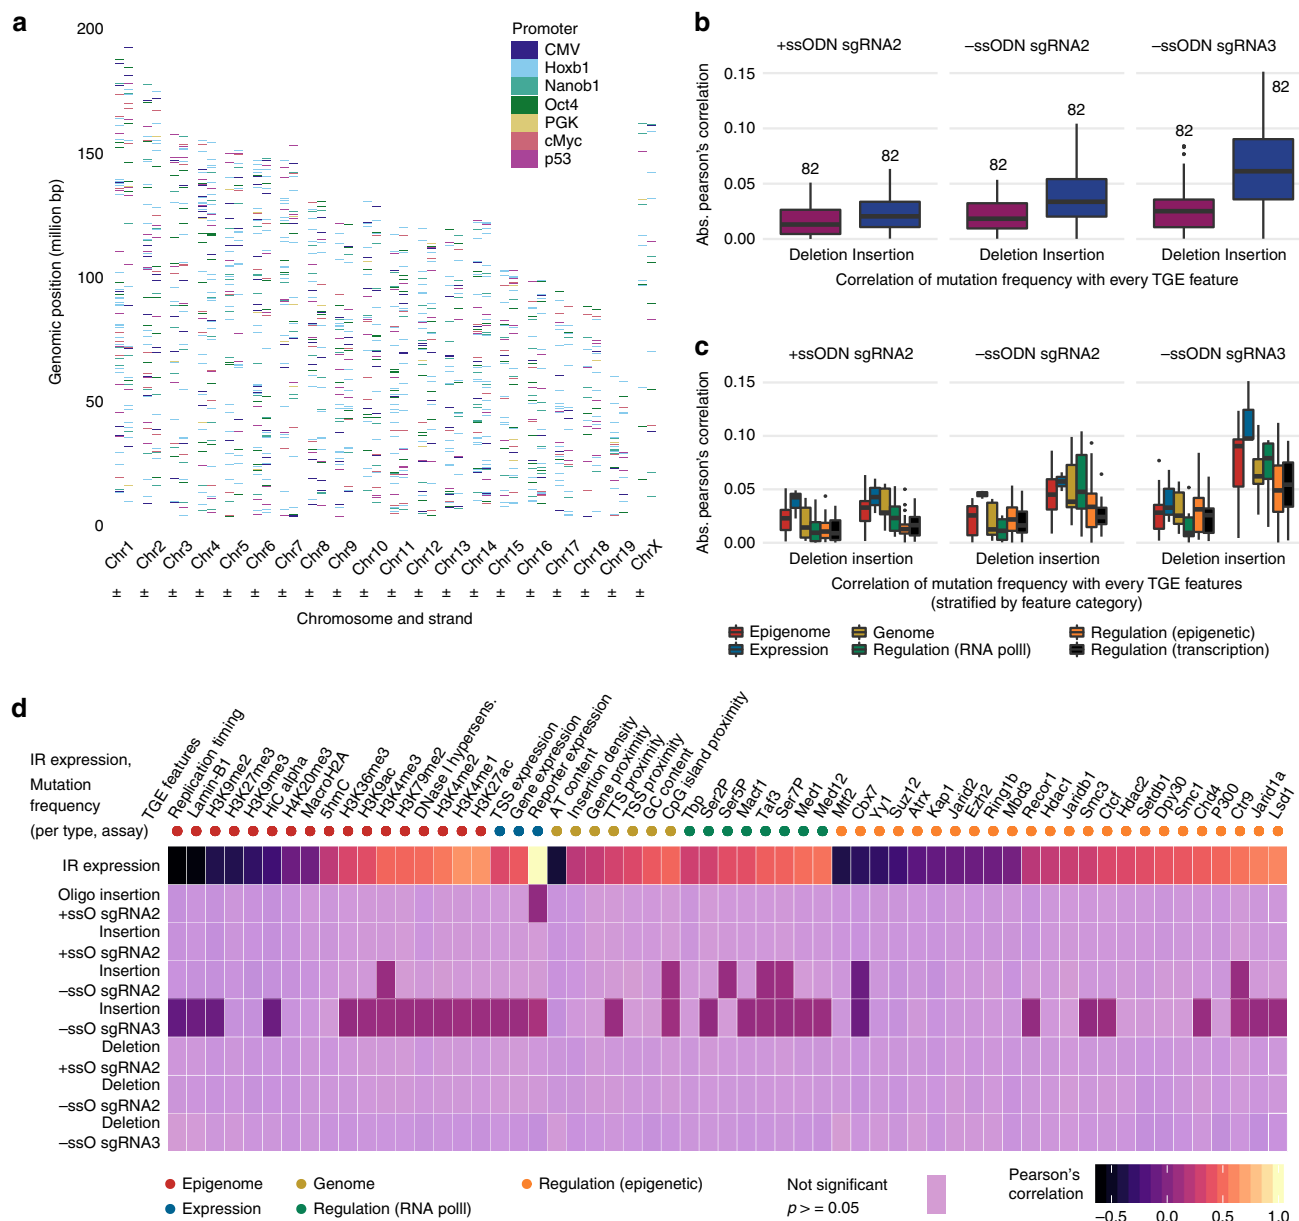 a
200
150
100
50
0
Genomic position (million bp)
Promoter
CMV
Hoxb1
Nanob1
Oct4
PGK
cMyc
p53
Chr1
Chr2
Chr3
Chr4
Chr5
Chr6
Chr7
Chr8
Chr9
Chr10
Chr11
Chr12
Chr13
Chr14
Chr15
Chr16
Chr17
Chr18
Chr19
ChrX
± ± ± ± ± ± ± ± ± ± ± ± ± ± ± ± ± ± ± ±
Chromosome and strand
b
+ssODN sgRNA2
−ssODN sgRNA2
−ssODN sgRNA3
Abs. pearson's correlation
0.15
0.10
0.05
0.00
82 82
82 82
82 82
Deletion Insertion
Deletion Insertion
Deletion Insertion
Correlation of mutation frequency with every TGE feature
c
+ssODN sgRNA2
−ssODN sgRNA2
−ssODN sgRNA3
Abs. pearson's correlation
0.15
0.10
0.05
0.00
Deletion insertion
Deletion insertion
Deletion insertion
Correlation of mutation frequency with every TGE features
(stratified by feature category)
Epigenome
Expression
Genome
Regulation (RNA polII)
Regulation (epigenetic)
Regulation (transcription)
d
IR expression,
Mutation
frequency
(per type, assay)
TGE features
Replication timing
Lamin-B1
H3K9me2
H3K27me3
H3K9me3
HiC alpha
H4K20me3
MacroH2A
5hmC
H3K36me3
H3K9ac
H3K4me3
H3K79me2
DNase1 hypersens.
H3K4me2
H3K4me1
H3K27ac
TSS expression
Gene expression
Reporter expression
AT content
Insertion density
Gene proximity
TTS proximity
TSS proximity
GC content
CpG island proximity
Tbp
Ser2P
Ser5P
Mad1
Taf3
Ser7P
Med1
Med12
Mtf2
Cbx7
Yy1
Suz12
Atrx
Kap1
Jarid2
Ezh2
Ring1b
Mbd3
Recor1
Hdac1
Jaridb1
Smc3
Ctcf
Hdac2
Setdb1
Dpy30
Smc1
Chd4
P300
Ctr9
Jarid1a
Lsd1
IR expression
Oligo insertion
+ssO sgRNA2
Insertion
+ssO sgRNA2
Insertion
−ssO sgRNA2
Insertion
−ssO sgRNA3
Deletion
+ssO sgRNA2
Deletion
−ssO sgRNA2
Deletion
−ssO sgRNA3
Epigenome
Expression
Genome
Regulation (RNA polII)
Regulation (epigenetic)
Not significant
p > = 0.05
Pearson's
correlation
−0.5 0.0 0.5 1.0